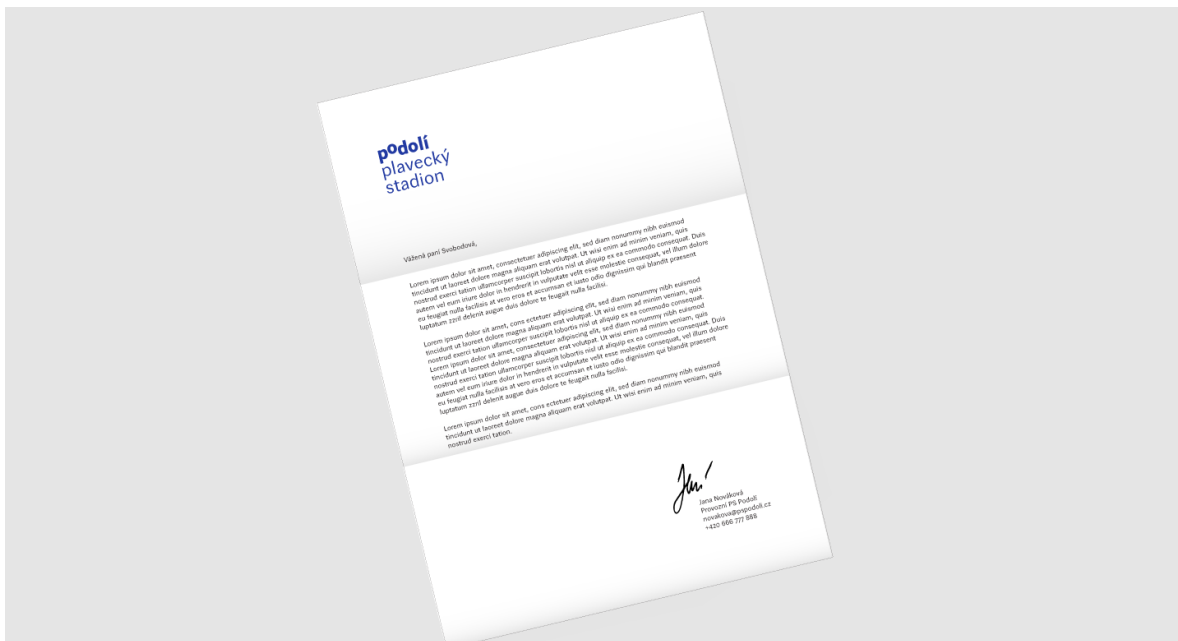 podolí
plavecký
stadion
Vážená paní Svobodová,
Lorem ipsum dolor sit amet, consectetuer adipiscing elit, sed diam nonummy nibh euismod
tincidunt ut laoreet dolore magna aliquam erat volutpat. Ut wisi enim ad minim veniam, quis
nostrud exerci tation ullamcorper suscipit lobortis nisl ut aliquip ex ea commodo consequat. Duis
autem vel eum iriure dolor in hendrerit in vulputate velit esse molestie consequat, vel illum dolore
eu feugiat nulla facilisis at vero eros et accumsan et iusto odio dignissim qui blandit praesent
luptatum zzril delenit augue duis dolore te feugait nulla facilisi.
Lorem ipsum dolor sit amet, cons ectetuer adipiscing elit, sed diam nonummy nibh euismod
tincidunt ut laoreet dolore magna aliquam erat volutpat. Ut wisi enim ad minim veniam, quis
nostrud exerci tation ullamcorper suscipit lobortis nisl ut aliquip ex ea commodo consequat.
Lorem ipsum dolor sit amet, consectetuer adipiscing elit, sed diam nonummy nibh euismod
tincidunt ut laoreet dolore magna aliquam erat volutpat. Ut wisi enim ad minim veniam, quis
nostrud exerci tation ullamcorper suscipit lobortis nisl ut aliquip ex ea commodo consequat. Duis
autem vel eum iriure dolor in hendrerit in vulputate velit esse molestie consequat, vel illum dolore
eu feugiat nulla facilisis at vero eros et accumsan et iusto odio dignissim qui blandit praesent
luptatum zzril delenit augue duis dolore te feugait nulla facilisi.
Lorem ipsum dolor sit amet, cons ectetuer adipiscing elit, sed diam nonummy nibh euismod
tincidunt ut laoreet dolore magna aliquam erat volutpat. Ut wisi enim ad minim veniam, quis
nostrud exerci tation.
Jana Nováková
Provozní PS Podolí
novakova@pspodoli.cz
+420 666 777 888